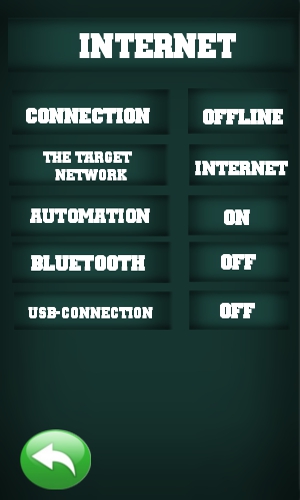 INTERNET
CONNECTION OFFLINE
THE TARGET
NETWORK
INTERNET
AUTOMATION ON
BLUETOOTH OFF
USB-CONNECTION OFF